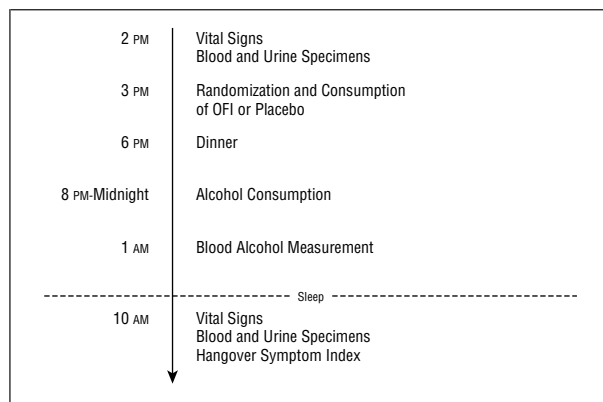 2 PM Vital Signs
Blood and Urine Specimens
3 PM Randomization and Consumption
of OFI or Placebo
6 PM Dinner
8 PM-Midnight Alcohol Consumption
1 AM Blood Alcohol Measurement
Sleep
10 AM Vital Signs
Blood and Urine Specimens
Hangover Symptom Index